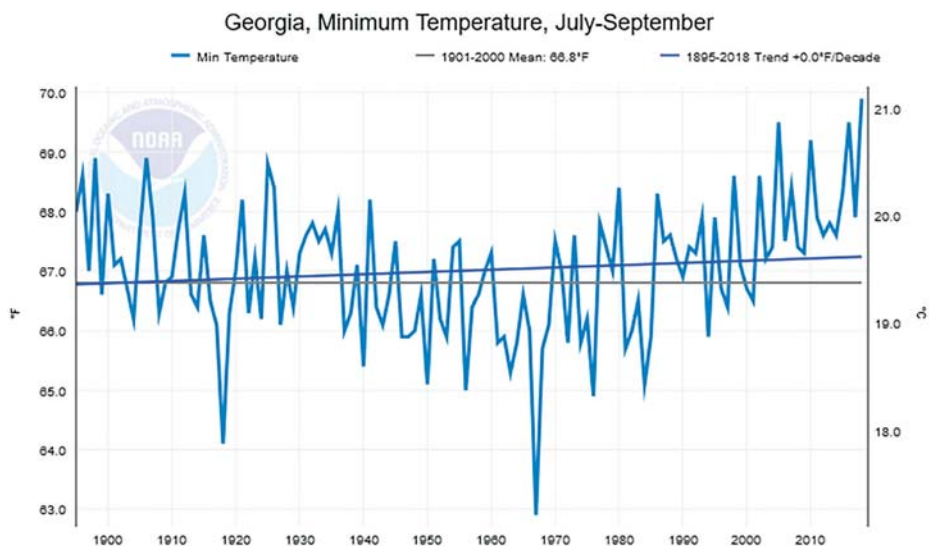 Georgia, Minimum Temperature, July-September
Min Temperature 1901-2000 Mean: 66.8°F 1895-2018 Trend +0.0°F/Decade
70.0
69.0
68.0
67.0
66.0
65.0
64.0
63.0
°F
NOAA
21.0
20.0
19.0
18.0
°C
1900 1910 1920 1930 1940 1950 1960 1970 1980 1990 2000 2010